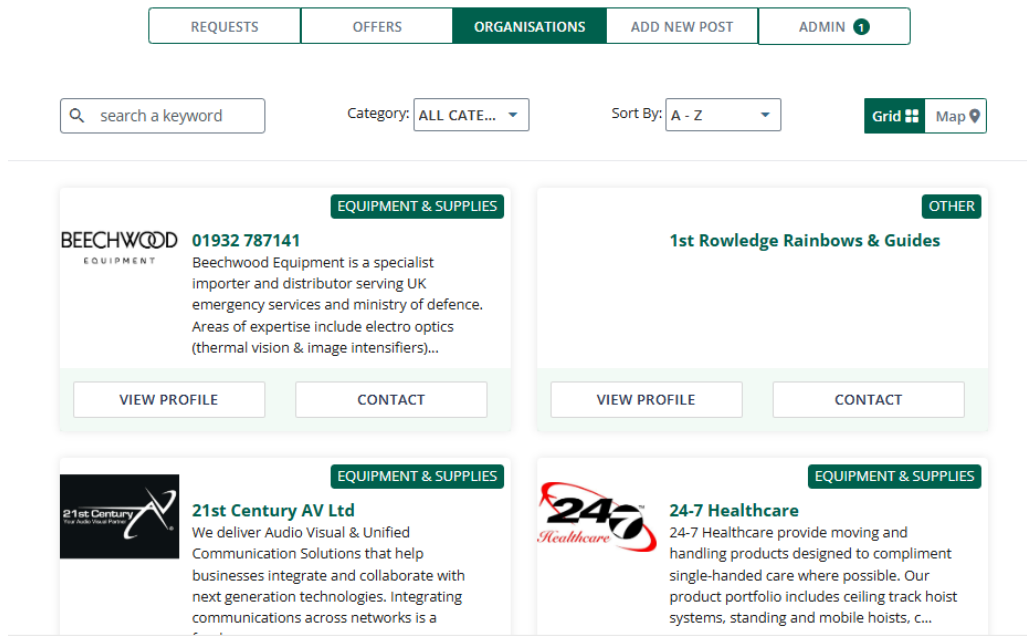 REQUESTS
OFFERS
ORGANISATIONS
ADD NEW POST
ADMIN 1
search a keyword
Category: ALL CATE...
Sort By: A - Z
Grid
Map
EQUIPMENT & SUPPLIES
BEECHWOOD
EQUIPMENT
01932 787141
Beechwood Equipment is a specialist
importer and distributor serving UK
emergency services and ministry of defence.
Areas of expertise include electro optics
(thermal vision & image intensifiers)...
VIEW PROFILE
CONTACT
OTHER
1st Rowledge Rainbows & Guides
VIEW PROFILE
CONTACT
EQUIPMENT & SUPPLIES
21st Century
Your Audio Visual Partner
21st Century AV Ltd
We deliver Audio Visual & Unified
Communication Solutions that help
businesses integrate and collaborate with
next generation technologies. Integrating
communications across networks is a
EQUIPMENT & SUPPLIES
24-7
Healthcare
24-7 Healthcare
24-7 Healthcare provide moving and
handling products designed to compliment
single-handed care where possible. Our
product portfolio includes ceiling track hoist
systems, standing and mobile hoists, c...